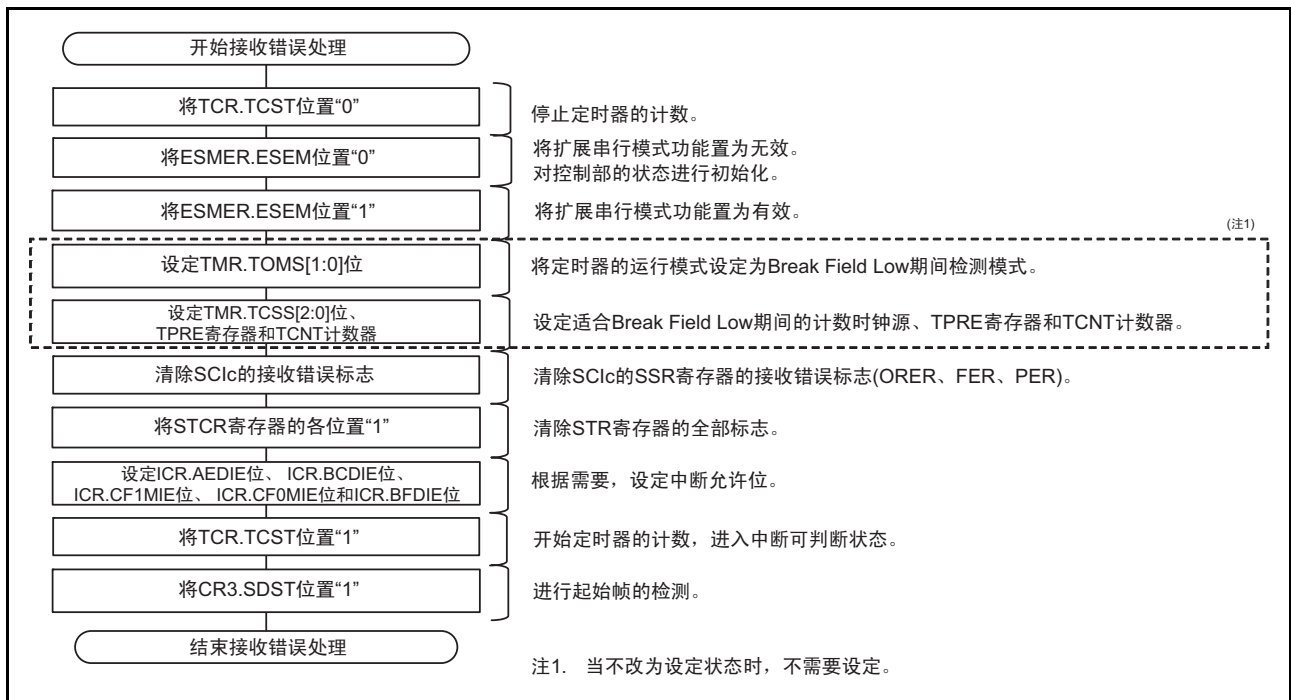 开始接收错误处理
将TCR.TCST位置“0”
停止定时器的计数。
将ESMER.ESEM位置“0”
将扩展串行模式功能置为无效。
对控制部的状态进行初始化。
将ESMER.ESEM位置“1”
将扩展串行模式功能置为有效。
(注1)
设定TMR.TOMS[1:0]位
将定时器的运行模式设定为Break Field Low期间检测模式。
设定TMR.TCSS[2:0]位、
TPRE寄存器和TCNT计数器
设定适合Break Field Low期间的计数时钟源、TPRE寄存器和TCNT计数器。
清除SCIc的接收错误标志
清除SCIc的SSR寄存器的接收错误标志(ORER、FER、PER)。
将STCR寄存器的各位置“1”
清除STR寄存器的全部标志。
设定ICR.AEDIE位、 ICR.BCDIE位、
ICR.CF1MIE位、 ICR.CF0MIE位和ICR.BFDIE位
根据需要，设定中断允许位。
将TCR.TCST位置“1”
开始定时器的计数，进入中断可判断状态。
将CR3.SDST位置“1”
进行起始帧的检测。
结束接收错误处理
注1. 当不改为设定状态时，不需要设定。